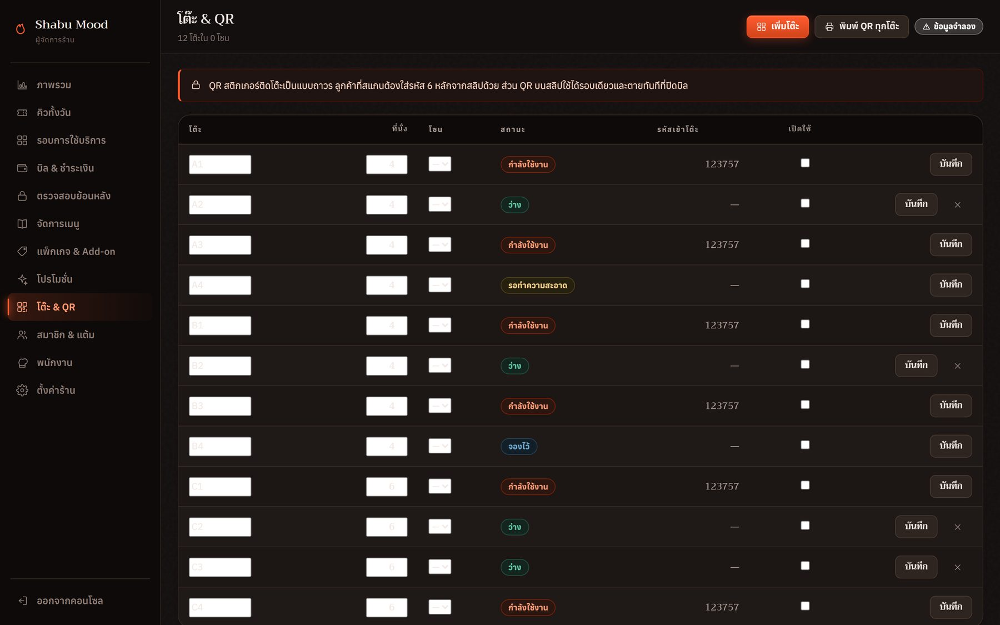 Shabu Mood
ผู้จัดการร้าน
ภาพรวม
คิวทั้งวัน
รอบการใช้บริการ
บิล & ชำระเงิน
ตรวจสอบย้อนหลัง
จัดการเมนู
แพ็กเกจ & Add-on
โปรโมชั่น
โต๊ะ & QR
สมาชิก & แต้ม
พนักงาน
ตั้งค่าร้าน
ออกจากคอนโซล
โต๊ะ & QR
12 โต๊ะใน 0 โซน
เพิ่มโต๊ะ
พิมพ์ QR ทุกโต๊ะ
ข้อมูลจำลอง
QR สติกเกอร์ติดโต๊ะเป็นแบบถาวร ลูกค้าที่สแกนต้องใส่รหัส 6 หลักจากสลิปด้วย ส่วน QR บนสลิปใช้ได้รอบเดียวและตายทันทีที่ปิดบิล
โต๊ะ ที่นั่ง โซน สถานะ รหัสเข้าโต๊ะ เปิดใช้
A1 4 — กำลังใช้งาน 123757 บันทึก
A2 4 — ว่าง — บันทึก ×
A3 4 — กำลังใช้งาน 123757 บันทึก
A4 4 — รอทำความสะอาด — บันทึก
B1 4 — กำลังใช้งาน 123757 บันทึก
B2 4 — ว่าง — บันทึก ×
B3 4 — กำลังใช้งาน 123757 บันทึก
B4 4 — จองไว้ — บันทึก
C1 6 — กำลังใช้งาน 123757 บันทึก
C2 6 — ว่าง — บันทึก ×
C3 6 — ว่าง — บันทึก ×
C4 6 — กำลังใช้งาน 123757 บันทึก